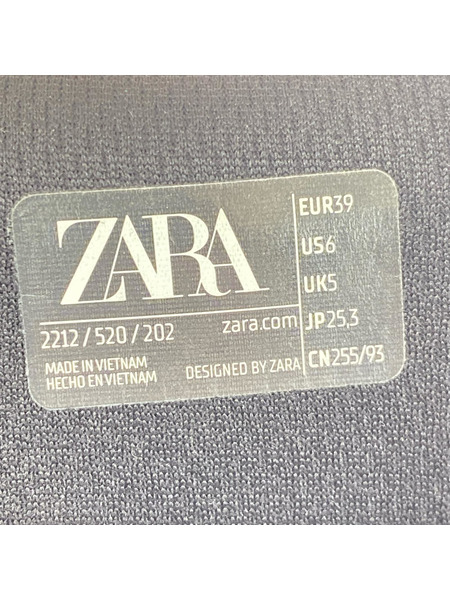 ZARA
2212 / 520 / 202
zara.com
MADE IN VIETNAM
HECHO EN VIETNAM
DESIGNED BY ZARA
EUR39
US6
UK5
JP25,3
CN255/93